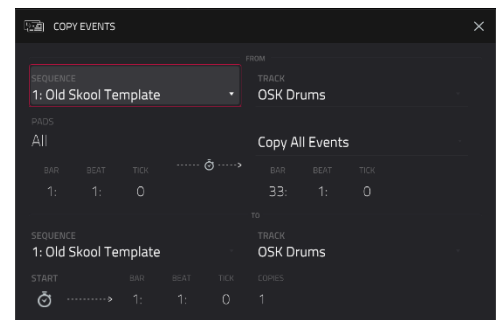 COPY EVENTS
FROM
SEQUENCE TRACK
1: Old Skool Template OSK Drums
PADS
All Copy All Events
BAR BEAT TICK BAR BEAT TICK
1: 1: 0 33: 1: 0
TO
SEQUENCE TRACK
1: Old Skool Template OSK Drums
START BAR BEAT TICK COPIES
1: 1: 0 1